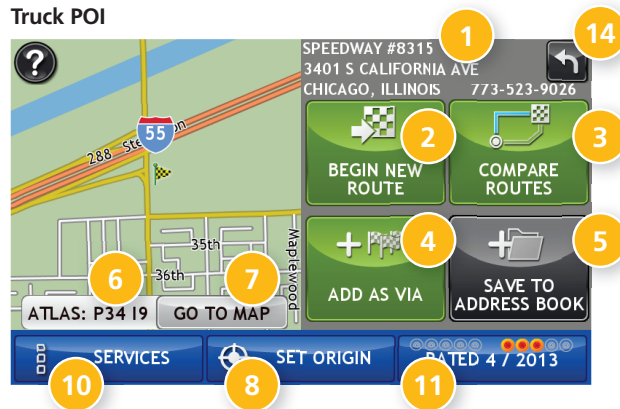 Truck POI
?
SPEEDWAY #8315
3401 S CALIFORNIA AVE
CHICAGO, ILLINOIS 773-523-9026
1
14
55
288
BEGIN NEW
ROUTE
2
COMPARE
ROUTES
3
35th
36th
Maplewood
ADD AS VIA
4
SAVE TO
ADDRESS BOOK
5
6
7
ATLAS: P34 I9
GO TO MAP
SERVICES
SET ORIGIN
RATED 4 / 2013
10
8
11